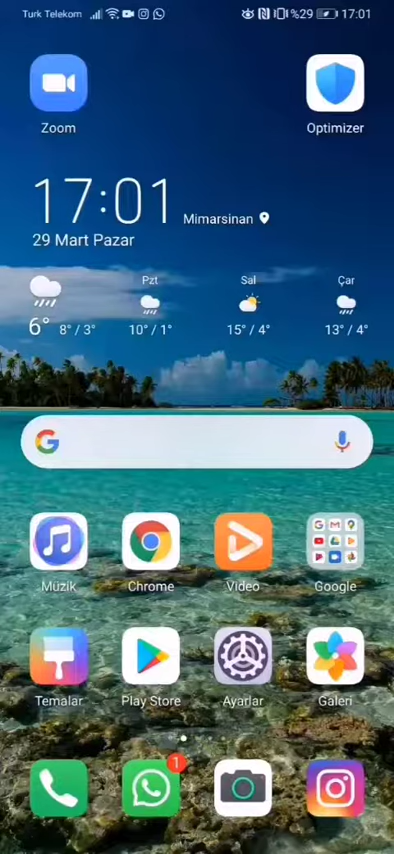 Turk Telekom %29 17:01
Zoom Optimizer
17:01 Mimarsinan
29 Mart Pazar
Pzt Sal Çar
6° 8° / 3° 10° / 1° 15° / 4° 13° / 4°
Müzik Chrome Video Google
Temalar Play Store Ayarlar Galeri
1